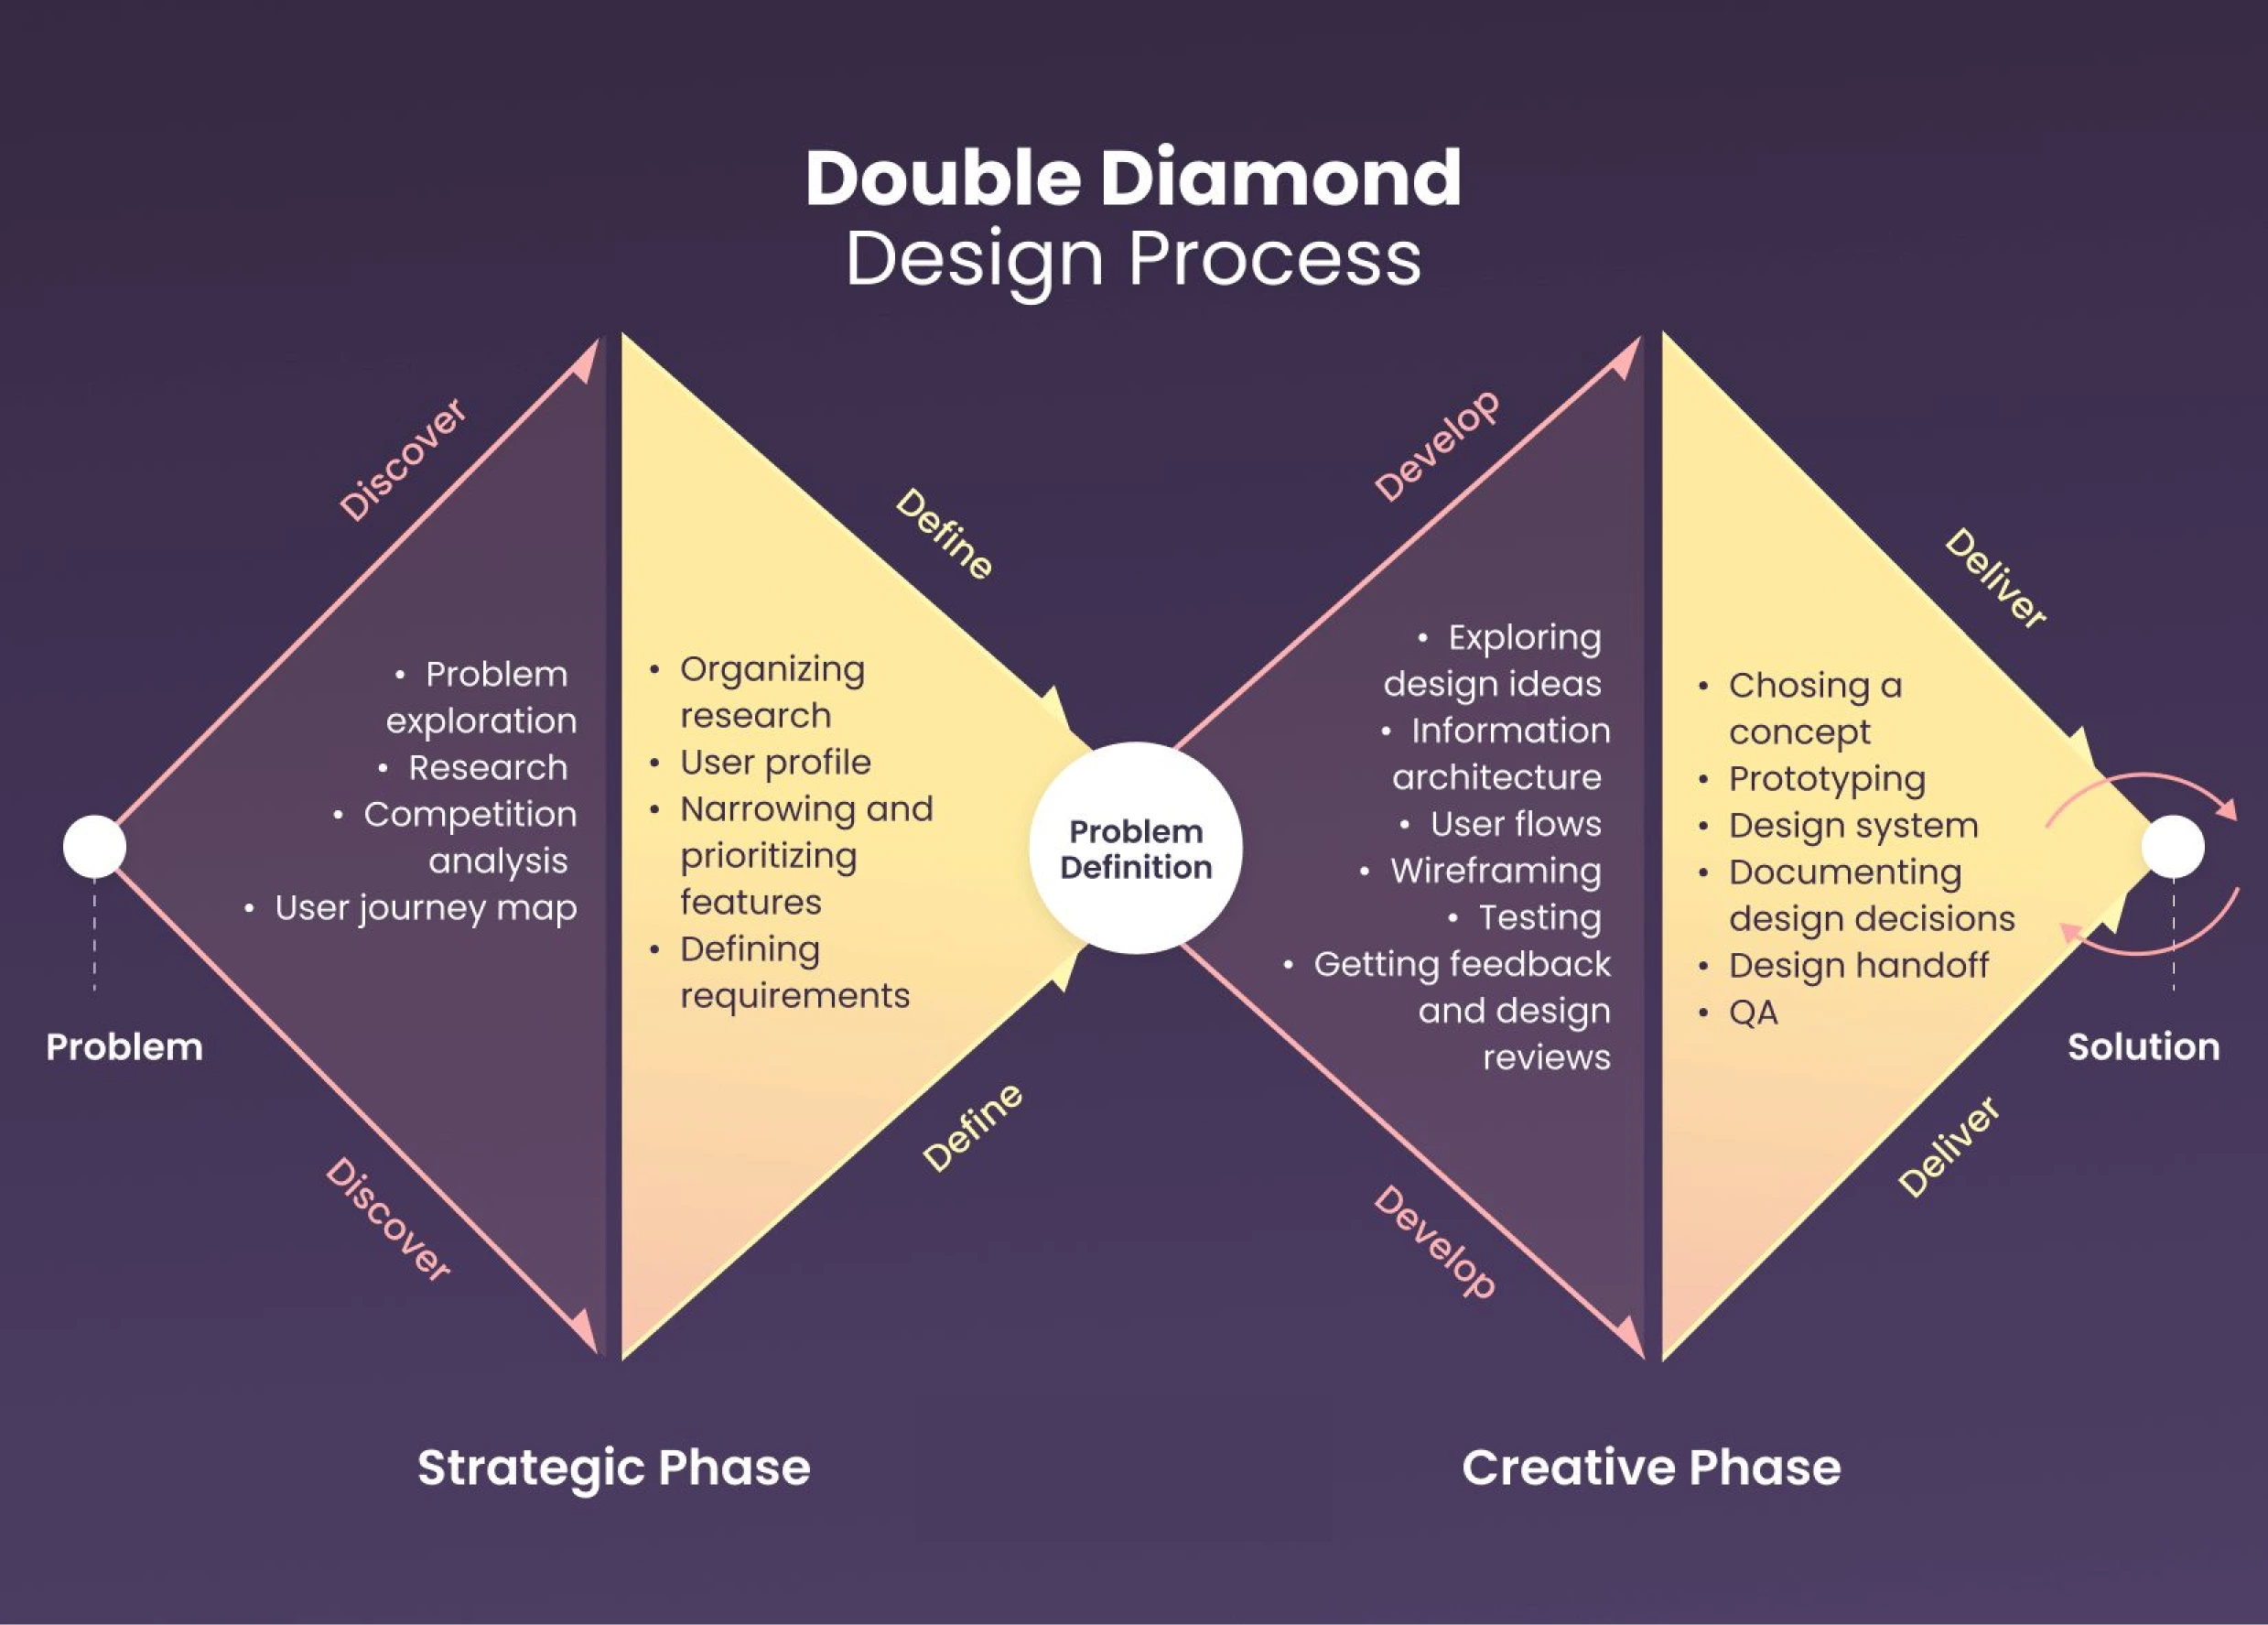 Double Diamond
Design Process
Discover
Discover
• Problem
exploration
• Research
• Competition
analysis
• User journey map
Problem
Define
Define
• Organizing
research
• User profile
• Narrowing and
prioritizing
features
• Defining
requirements
Problem
Definition
Develop
Develop
• Exploring
design ideas
• Information
architecture
• User flows
• Wireframing
• Testing
• Getting feedback
and design
reviews
Deliver
Deliver
• Chosing a
concept
• Prototyping
• Design system
• Documenting
design decisions
• Design handoff
• QA
Solution
Strategic Phase
Creative Phase